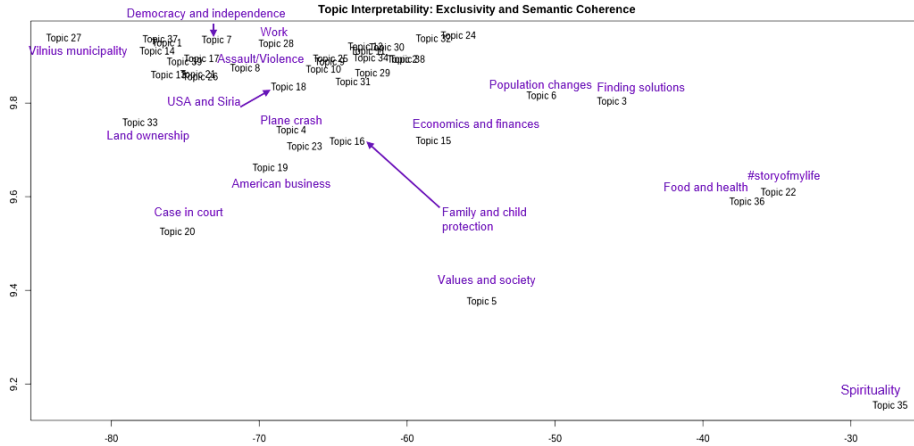 Topic Interpretability: Exclusivity and Semantic Coherence
Democracy and independence
Topic 27
Topic 37
Topic 1
Topic 7
Work
Topic 28
Topic 32
Topic 24
Vilnius municipality
Topic 14
Topic 17
Assault/Violence
Topic 30
Topic 34
Topic 38
Topic 8
Topic 10
Topic 29
Topic 26
Topic 31
USA and Siria
Topic 18
Population changes
Topic 6
Finding solutions
Topic 3
9.8
Topic 33
Land ownership
Plane crash
Topic 4
Topic 23
Topic 16
Economics and finances
Topic 15
Topic 19
American business
#storyofmylife
Topic 22
Food and health
Topic 36
9.6
Case in court
Topic 20
Family and child
protection
Values and society
Topic 5
9.4
9.2
Spirituality
Topic 35
-80
-70
-60
-50
-40
-30